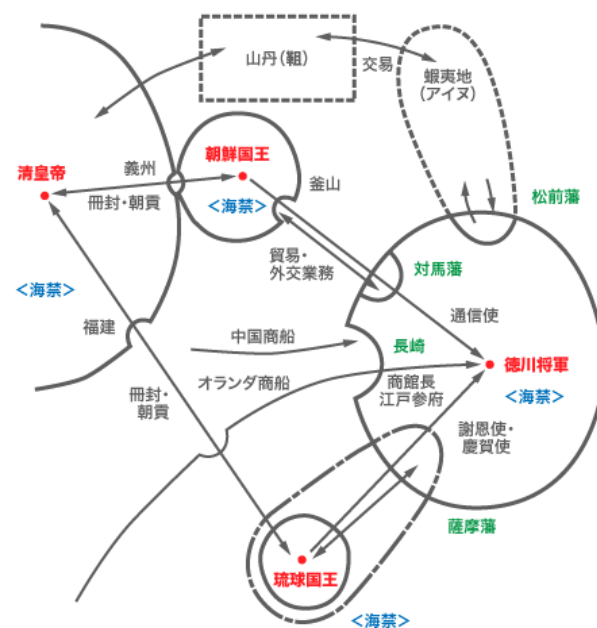 山丹(靼)
交易
蝦夷地
(アイヌ)
清皇帝
義州
冊封・朝貢
朝鮮国王
<海禁>
釜山
松前藩
<海禁>
貿易・
外交業務
対馬藩
通信使
福建
中国商船
長崎
徳川将軍
オランダ商船
商館長
江戸参府
<海禁>
冊封・
朝貢
謝恩使・
慶賀使
薩摩藩
琉球国王
<海禁>